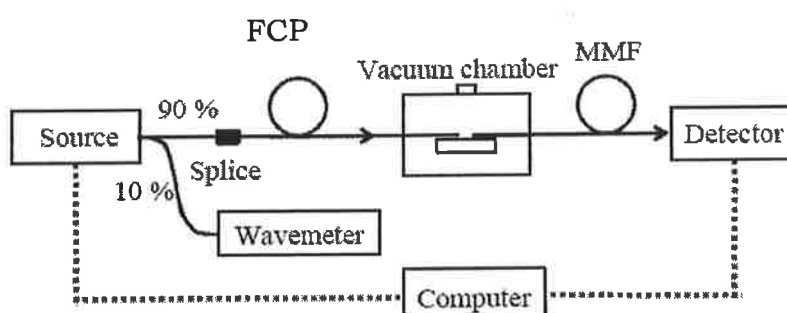 FCP
MMF
Vacuum chamber
90 %
Source
Splice
Detector
10 %
Wavemeter
Computer